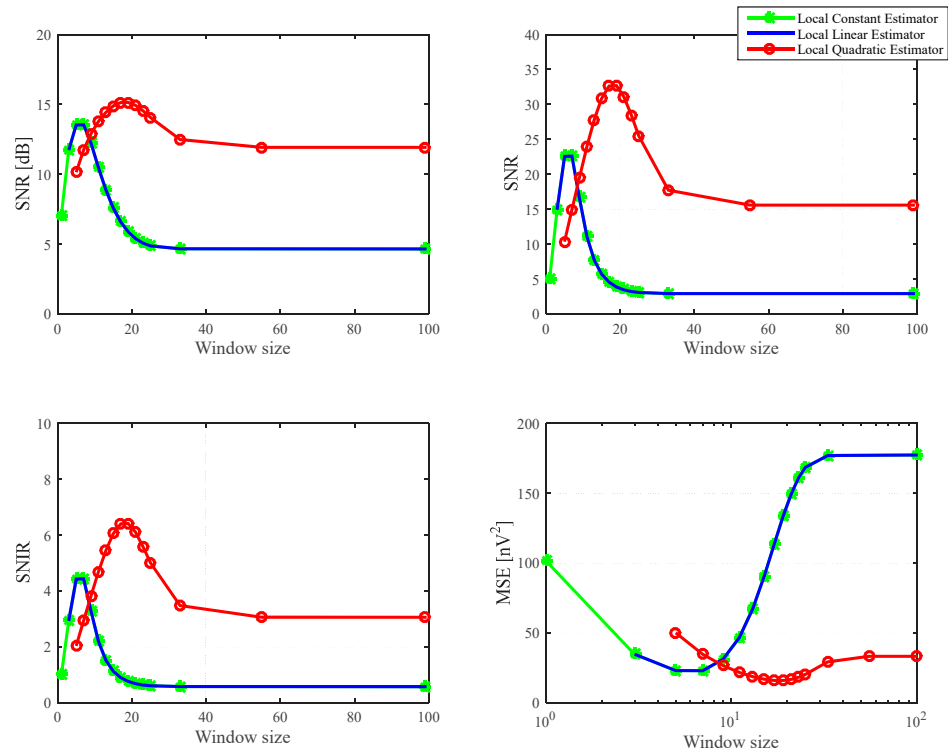 Local Constant Estimator
Local Linear Estimator
Local Quadratic Estimator
20
15
10
5
0
SNR [dB]
0 20 40 60 80 100
Window size
40
35
30
25
20
15
10
5
0
SNR
0 20 40 60 80 100
Window size
10
8
6
4
2
0
SNIR
0 20 40 60 80 100
Window size
200
150
100
50
0
MSE [nV²]
10⁰ 10¹ 10²
Window size